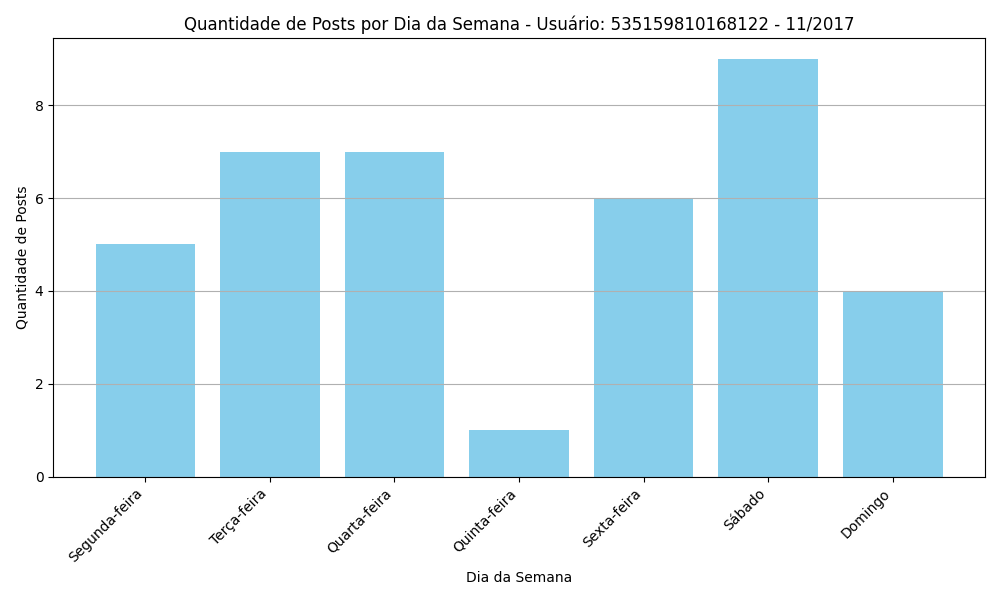 Quantidade de Posts por Dia da Semana - Usuário: 535159810168122 - 11/2017
Quantidade de Posts
8
6
4
2
0
Segunda-feira
Terça-feira
Quarta-feira
Quinta-feira
Sexta-feira
Sábado
Domingo
Dia da Semana